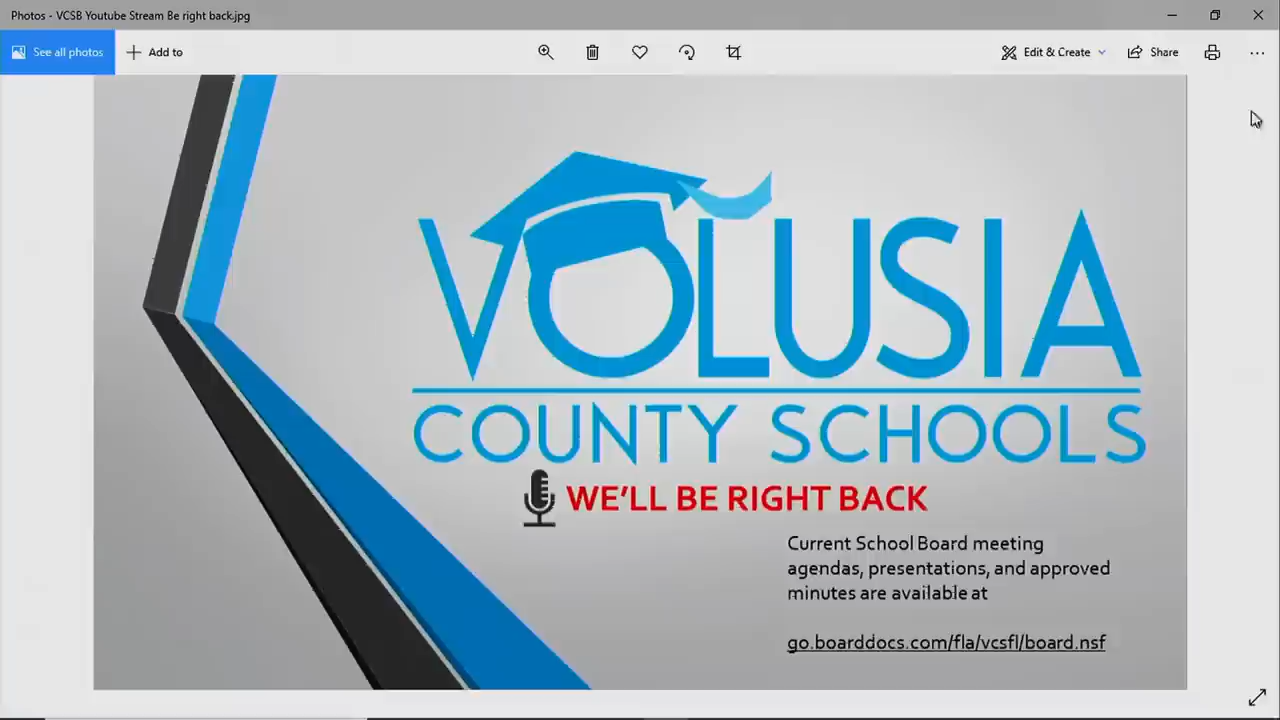 Photos - VCSB Youtube Stream Be right back.jpg
See all photos
Add to
Edit & Create
Share
VOLUSIA
COUNTY SCHOOLS
WE'LL BE RIGHT BACK
Current School Board meeting
agendas, presentations, and approved
minutes are available at
go.boarddocs.com/fla/vcsfl/board.nsf